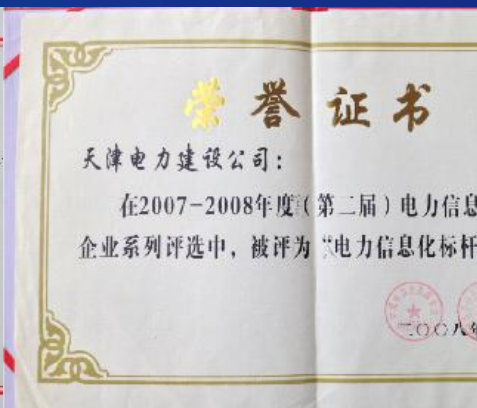 荣誉证书
天津电力建设公司：
在2007-2008年度（第二届）电力信息
企业系列评选中，被评为“电力信息化标杆
二〇〇八年